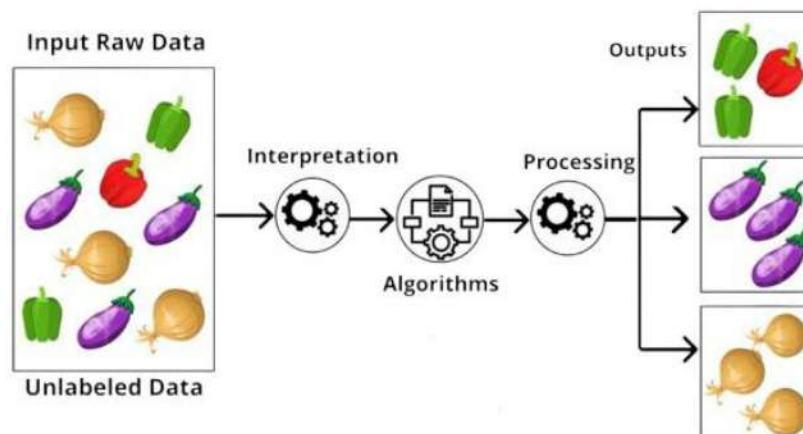 Input Raw Data
Outputs
Interpretation
Processing
Algorithms
Unlabeled Data